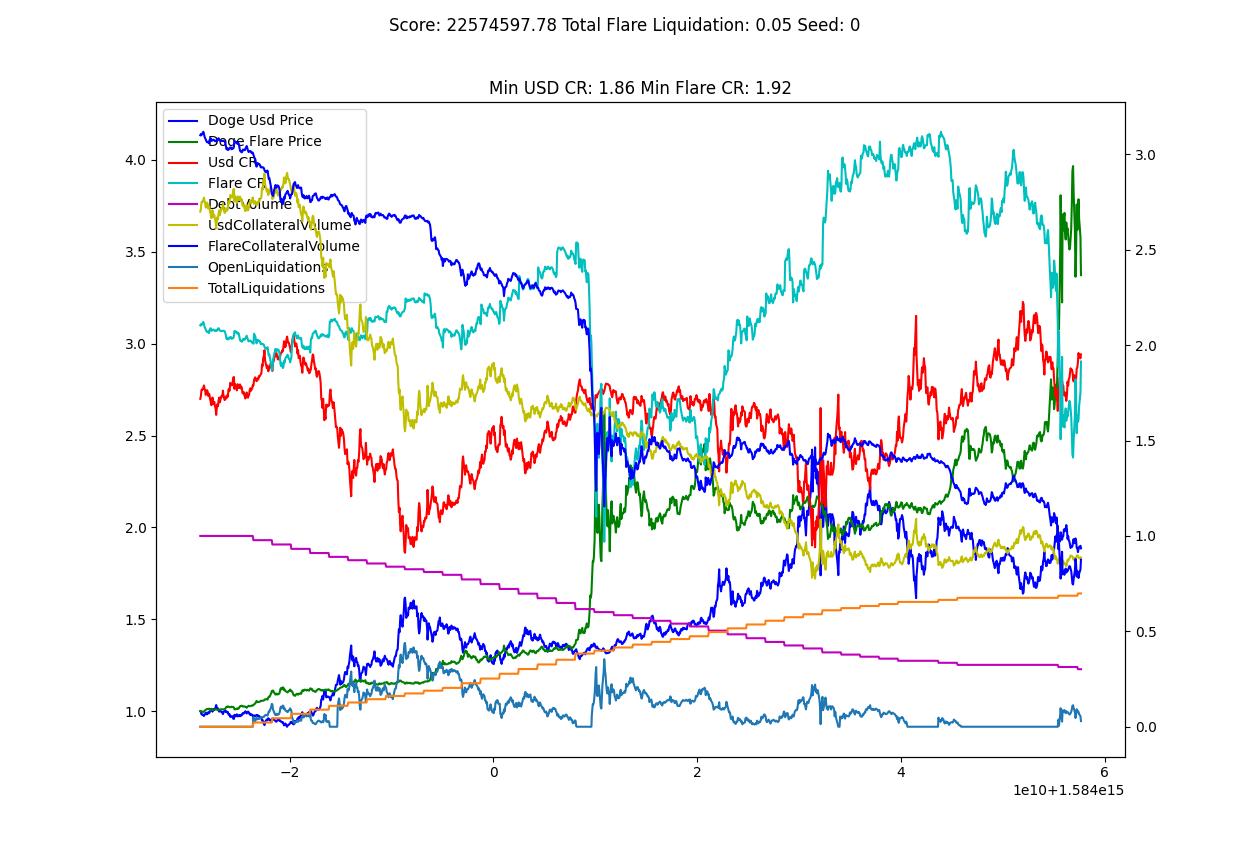 Score: 22574597.78 Total Flare Liquidation: 0.05 Seed: 0
Min USD CR: 1.86 Min Flare CR: 1.92
Doge Usd Price
Doge Flare Price
Usd CR
Flare CR
DebtVolume
UsdCollateralVolume
FlareCollateralVolume
OpenLiquidations
TotalLiquidations
4.0
3.5
3.0
2.5
2.0
1.5
1.0
3.0
2.5
2.0
1.5
1.0
0.5
0.0
−2 0 2 4 6
1e10+1.584e15